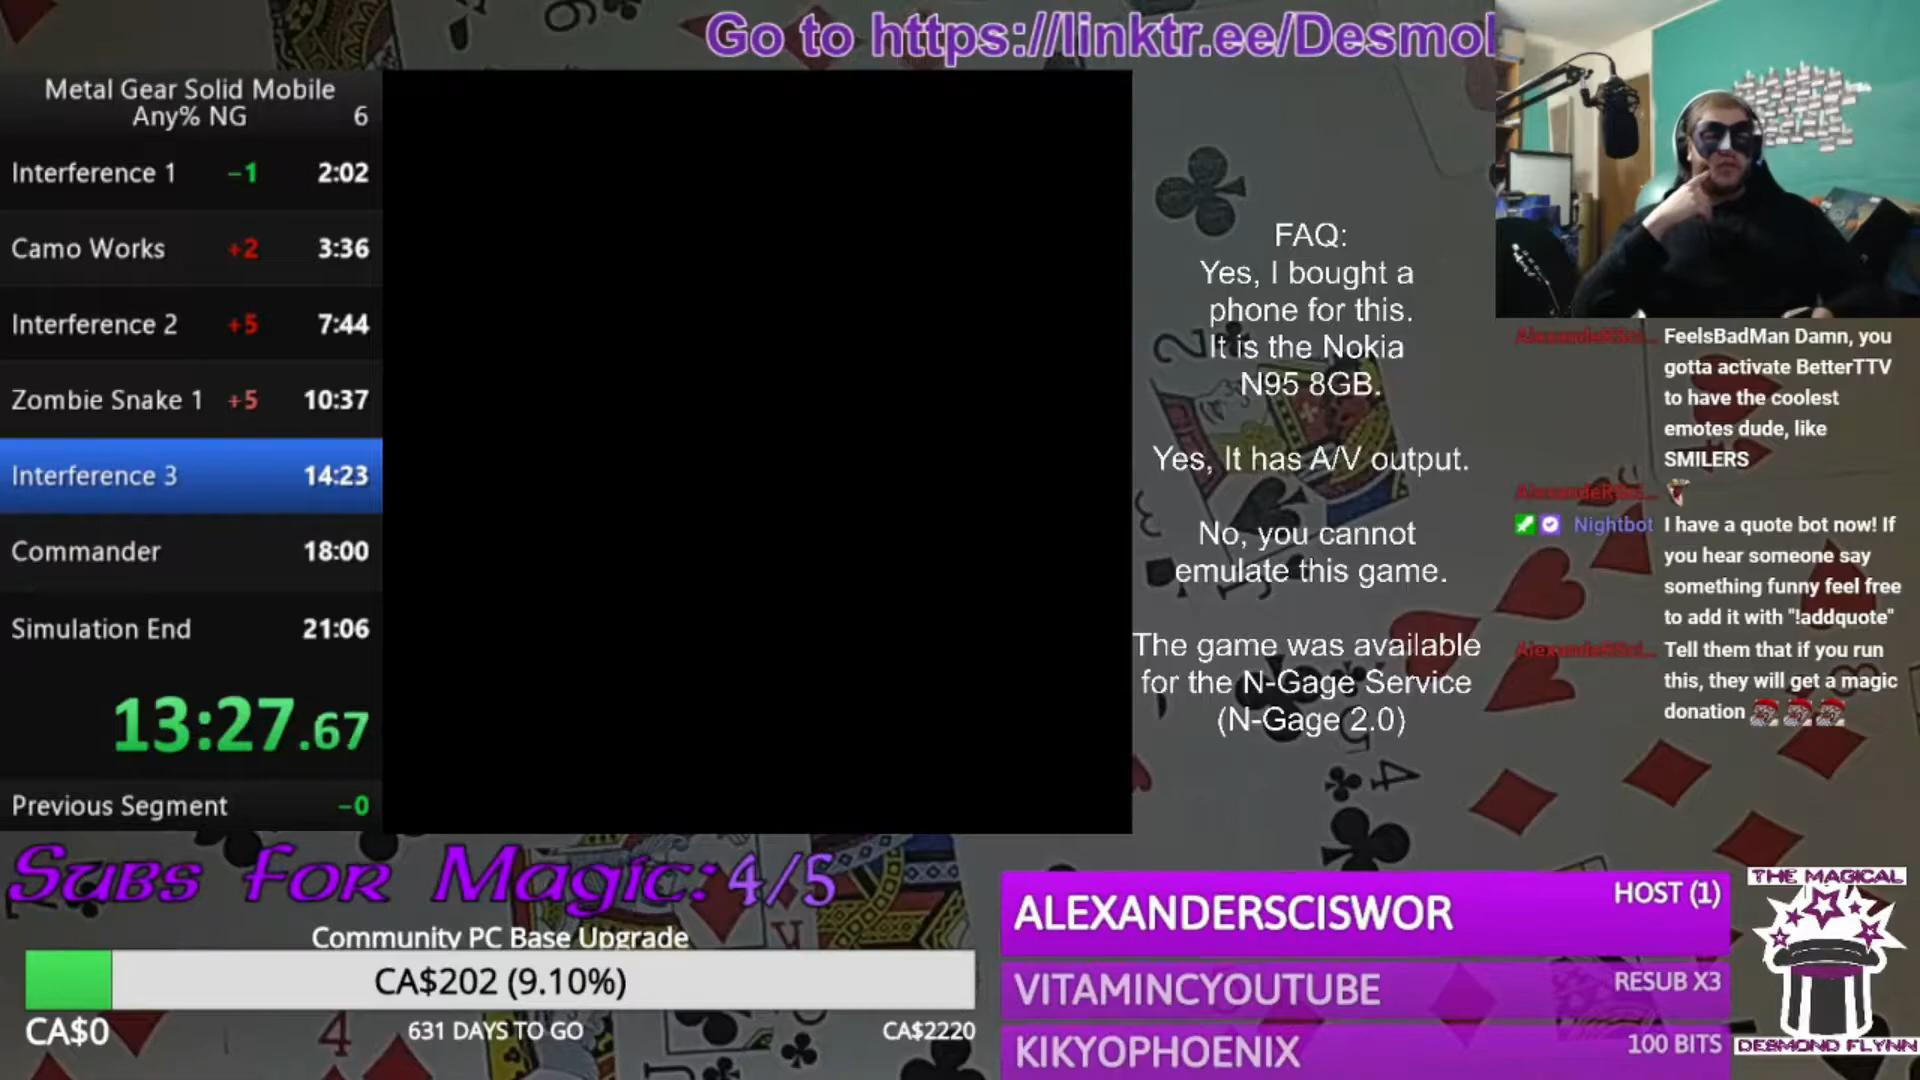 Go to https://linktr.ee/Desmo
Metal Gear Solid Mobile
Any% NG 6
Interference 1 −1 2:02
Camo Works +2 3:36
Interference 2 +5 7:44
Zombie Snake 1 +5 10:37
Interference 3 14:23
Commander 18:00
Simulation End 21:06
13:27.67
Previous Segment −0
FAQ:
Yes, I bought a
phone for this.
It is the Nokia
N95 8GB.
Yes, It has A/V output.
No, you cannot
emulate this game.
The game was available
for the N-Gage Service
(N-Gage 2.0)
AlexandeRSci... FeelsBadMan Damn, you
gotta activate BetterTTV
to have the coolest
emotes dude, like
SMILERS
AlexandeRSci...
Nightbot I have a quote bot now! If
you hear someone say
something funny feel free
to add it with "!addquote"
AlexandeRSci... Tell them that if you run
this, they will get a magic
donation
Subs for Magic: 4/5
Community PC Base Upgrade
CA$202 (9.10%)
CA$0 631 DAYS TO GO CA$2220
ALEXANDERSCISWOR HOST (1)
VITAMINCYOUTUBE RESUB X3
KIKYOPHOENIX 100 BITS
THE MAGICAL
DESMOND FLYNN